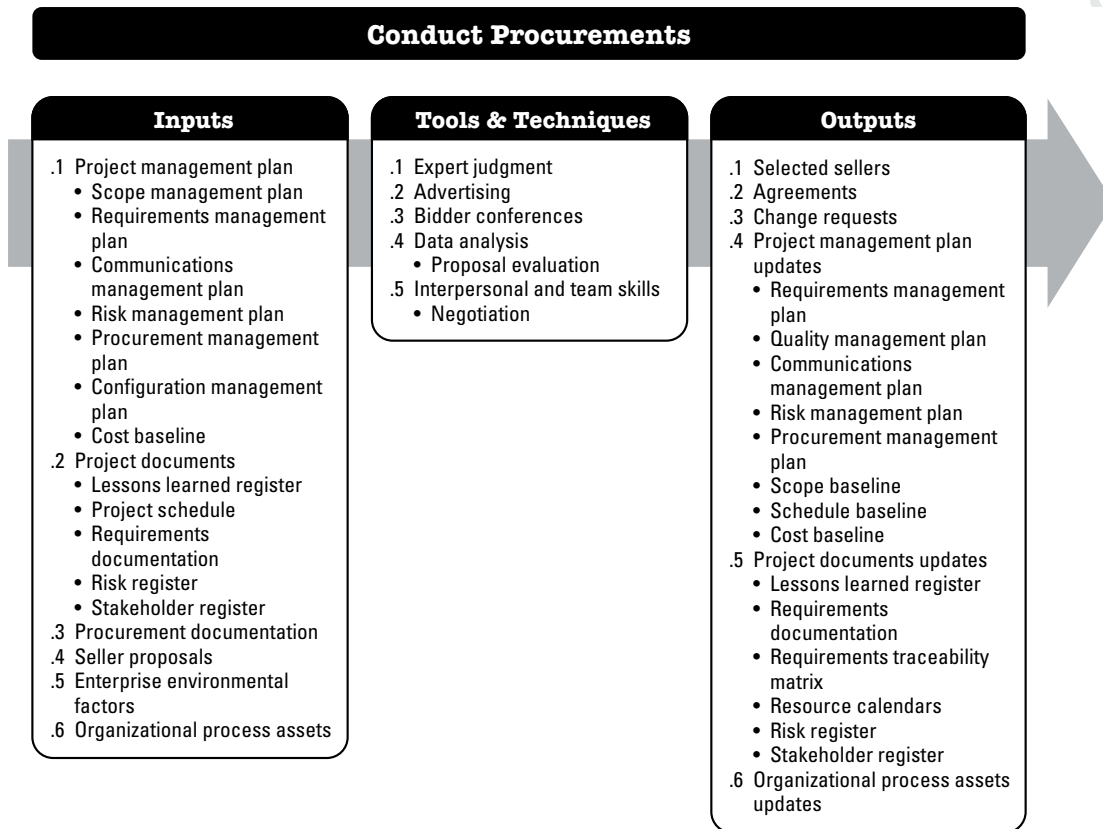 Conduct Procurements
Inputs
.1 Project management plan
• Scope management plan
• Requirements management
plan
• Communications
management plan
• Risk management plan
• Procurement management
plan
• Configuration management
plan
• Cost baseline
.2 Project documents
• Lessons learned register
• Project schedule
• Requirements
documentation
• Risk register
• Stakeholder register
.3 Procurement documentation
.4 Seller proposals
.5 Enterprise environmental
factors
.6 Organizational process assets
Tools & Techniques
.1 Expert judgment
.2 Advertising
.3 Bidder conferences
.4 Data analysis
• Proposal evaluation
.5 Interpersonal and team skills
• Negotiation
Outputs
.1 Selected sellers
.2 Agreements
.3 Change requests
.4 Project management plan
updates
• Requirements management
plan
• Quality management plan
• Communications
management plan
• Risk management plan
• Procurement management
plan
• Scope baseline
• Schedule baseline
• Cost baseline
.5 Project documents updates
• Lessons learned register
• Requirements
documentation
• Requirements traceability
matrix
• Resource calendars
• Risk register
• Stakeholder register
.6 Organizational process assets
updates